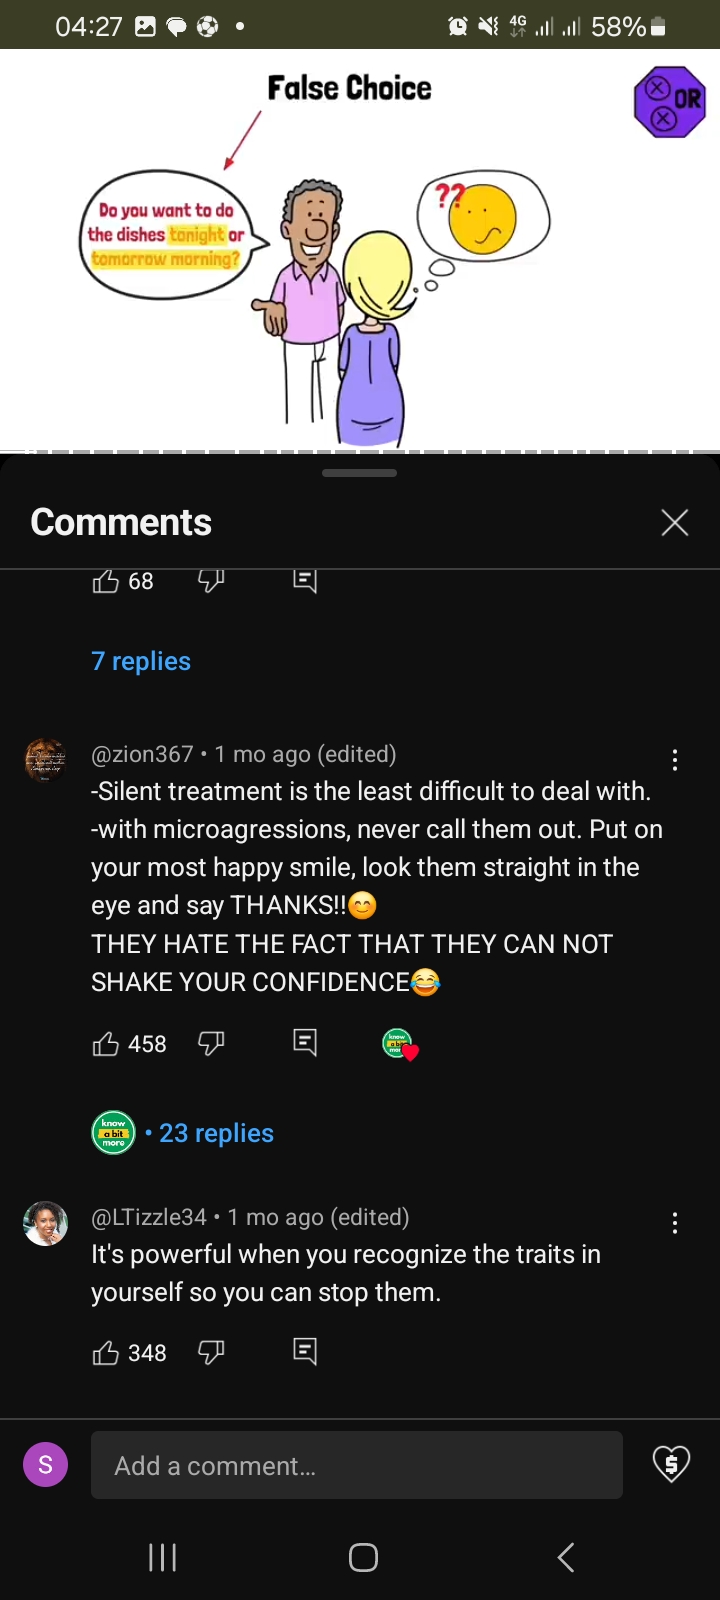 04:27
4G
58%
False Choice
OR
Do you want to do
the dishes tonight or
tomorrow morning?
??
Comments
68
7 replies
@zion367 • 1 mo ago (edited)
-Silent treatment is the least difficult to deal with.
-with microagressions, never call them out. Put on
your most happy smile, look them straight in the
eye and say THANKS!!😊
THEY HATE THE FACT THAT THEY CAN NOT
SHAKE YOUR CONFIDENCE😂
458
know
a bit
more
know
a bit
more
• 23 replies
@LTizzle34 • 1 mo ago (edited)
It's powerful when you recognize the traits in
yourself so you can stop them.
348
S
Add a comment...
$